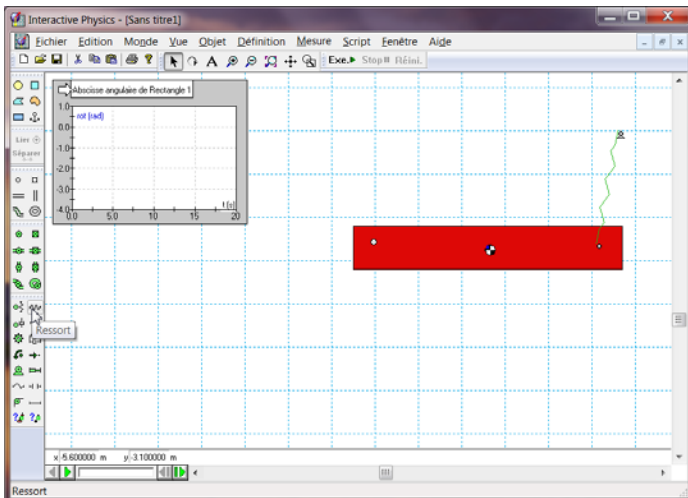 Interactive Physics - [Sans titre1]
Fichier Edition Monde Vue Objet Définition Mesure Script Fenêtre Aide
A Exe. Stop Réini.
Abscisse angulaire de Rectangle 1
rot (rad)
1.0
0.0
-1.0
-2.0
-3.0
-4.0
t (s)
0.0 5.0 10 15 20
Lier
Séparer
Ressort
x -5.600000 m y -3.100000 m
Ressort